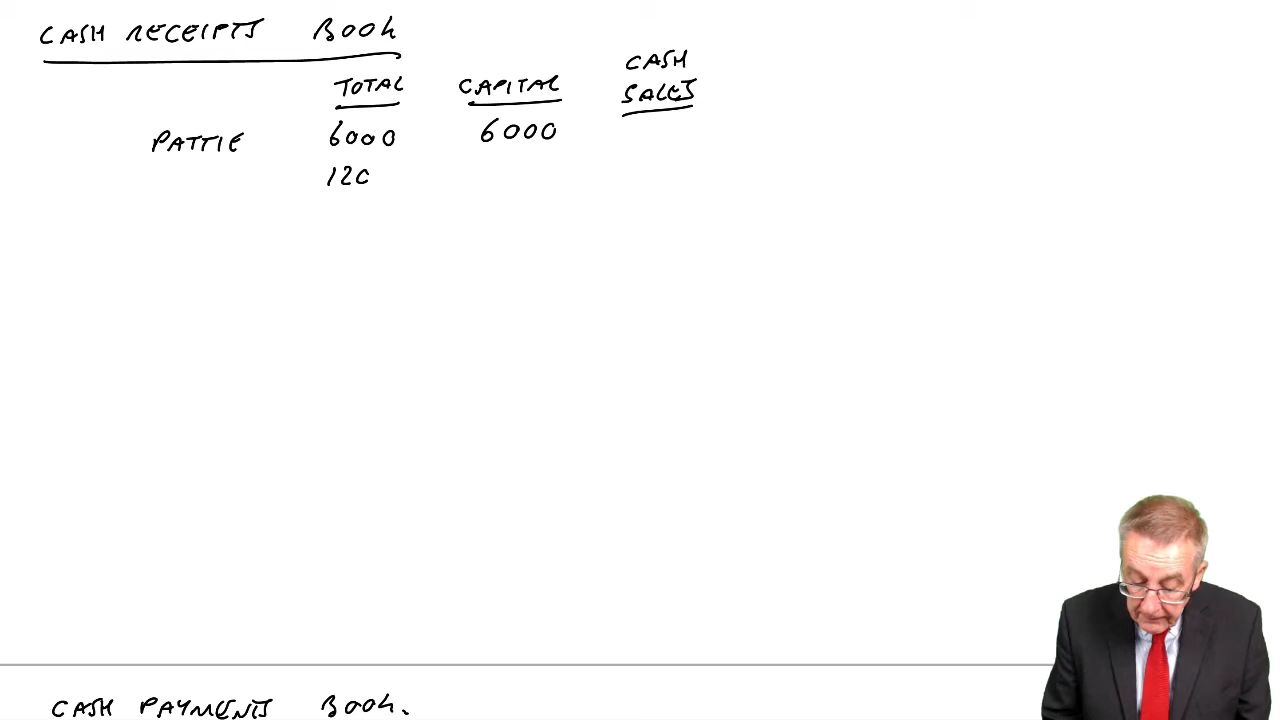 CASH RECEIPTS BOOK
TOTAL CAPITAL CASH SALES
PATTIE 6000 6000
120
CASH PAYMENTS BOOK.